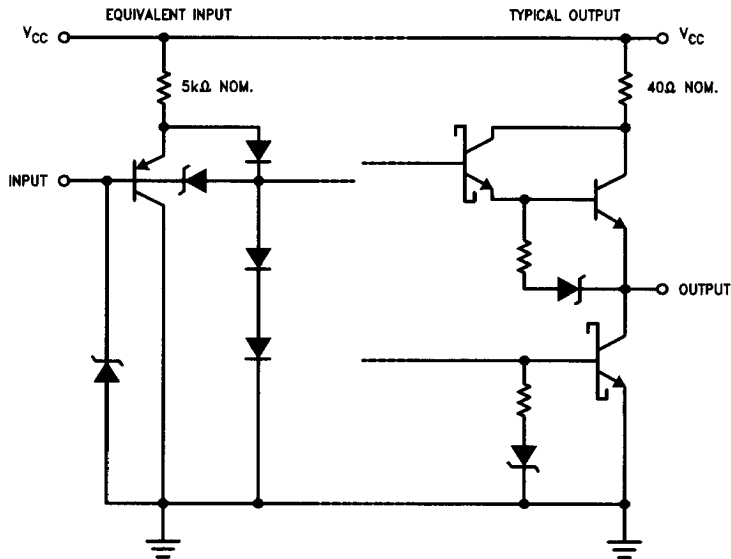 EQUIVALENT INPUT
TYPICAL OUTPUT
VCC
VCC
5kΩ NOM.
40Ω NOM.
INPUT
OUTPUT